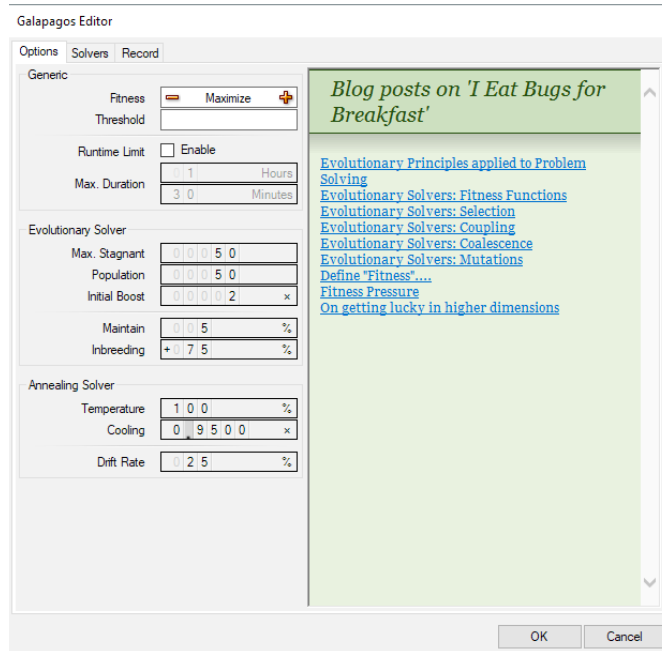 Galapagos Editor
Options Solvers Record
Generic
Fitness Maximize
Threshold
Runtime Limit Enable
Max. Duration 0 1 Hours
3 0 Minutes
Evolutionary Solver
Max. Stagnant 0 0 0 5 0
Population 0 0 0 5 0
Initial Boost 0 0 0 0 2 x
Maintain 0 0 5 %
Inbreeding + 0 7 5 %
Annealing Solver
Temperature 1 0 0 %
Cooling 0 . 9 5 0 0 x
Drift Rate 0 2 5 %
Blog posts on 'I Eat Bugs for
Breakfast'
Evolutionary Principles applied to Problem
Solving
Evolutionary Solvers: Fitness Functions
Evolutionary Solvers: Selection
Evolutionary Solvers: Coupling
Evolutionary Solvers: Coalescence
Evolutionary Solvers: Mutations
Define "Fitness"....
Fitness Pressure
On getting lucky in higher dimensions
OK Cancel